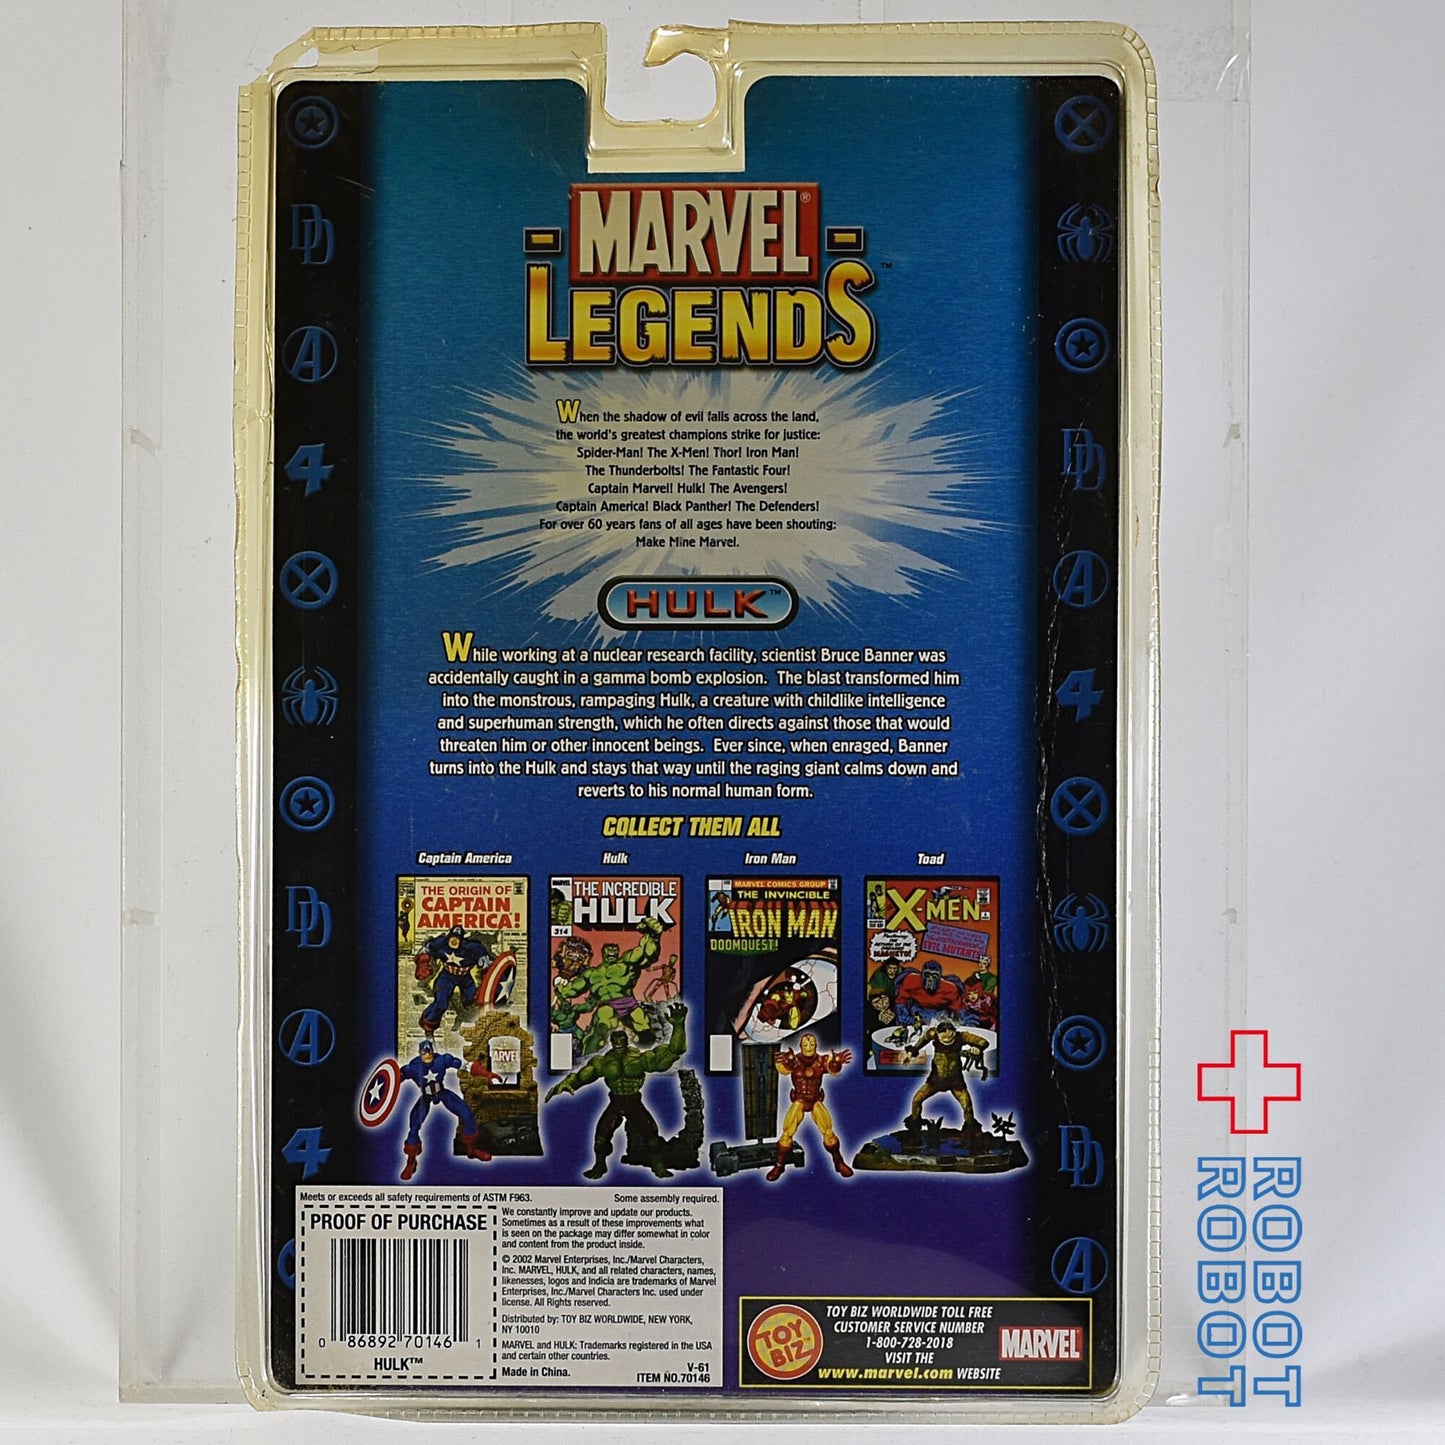 MARVEL®
LEGENDS™
When the shadow of evil falls across the land,
the world's greatest champions strike for justice:
Spider-Man! The X-Men! Thor! Iron Man!
The Thunderbolts! The Fantastic Four!
Captain Marvel! Hulk! The Avengers!
Captain America! Black Panther! The Defenders!
For over 60 years fans of all ages have been shouting:
Make Mine Marvel.
HULK™
While working at a nuclear research facility, scientist Bruce Banner was
accidentally caught in a gamma bomb explosion. The blast transformed him
into the monstrous, rampaging Hulk, a creature with childlike intelligence
and superhuman strength, which he often directs against those that would
threaten him or other innocent beings. Ever since, when enraged, Banner
turns into the Hulk and stays that way until the raging giant calms down and
reverts to his normal human form.
COLLECT THEM ALL
Captain America
Hulk
Iron Man
Toad
THE ORIGIN OF
CAPTAIN
AMERICA!
MARVEL
THE INCREDIBLE
HULK
314
MARVEL COMICS GROUP
THE INVINCIBLE
IRON MAN
DOOMQUEST!
X-MEN
EVIL MUTANTS
MAGNETO!
MARVEL
Meets or exceeds all safety requirements of ASTM F963.
Some assembly required.
PROOF OF PURCHASE
0 86892 70146 1
HULK™
We constantly improve and update our products.
Sometimes as a result of these improvements what
is seen on the package may differ somewhat in color
and content from the product inside.
© 2002 Marvel Enterprises, Inc./Marvel Characters,
Inc. MARVEL, HULK, and all related characters, names,
likenesses, logos and indicia are trademarks of Marvel
Enterprises, Inc./Marvel Characters Inc. used under
license. All Rights reserved.
Distributed by: TOY BIZ WORLDWIDE, NEW YORK,
NY 10010
MARVEL and HULK: Trademarks registered in the USA
and certain other countries.
Made in China.
V-61
ITEM NO.70146
TOY
BIZ
TOY BIZ WORLDWIDE TOLL FREE
CUSTOMER SERVICE NUMBER
1-800-728-2018
VISIT THE
www.marvel.com WEBSITE
MARVEL
ROBOT
ROBOT